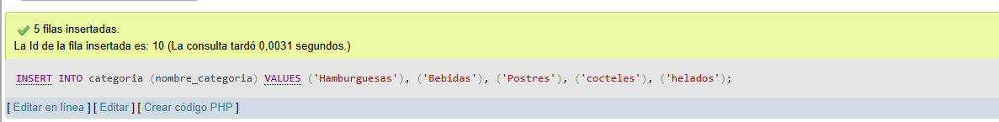 5 filas insertadas.
La Id de la fila insertada es: 10 (La consulta tardó 0,0031 segundos.)
INSERT INTO categoria (nombre_categoria) VALUES ('Hamburguesas'), ('Bebidas'), ('Postres'), ('cocteles'), ('helados');
[ Editar en línea ] [ Editar ] [ Crear código PHP ]